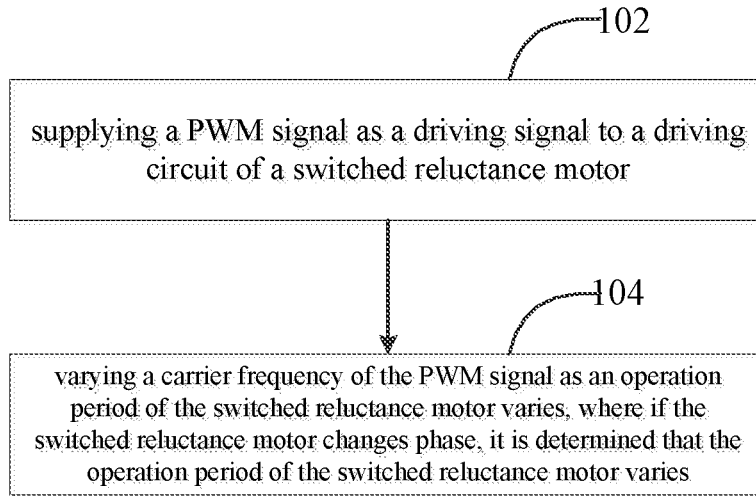 102
supplying a PWM signal as a driving signal to a driving
circuit of a switched reluctance motor
104
varying a carrier frequency of the PWM signal as an operation
period of the switched reluctance motor varies, where if the
switched reluctance motor changes phase, it is determined that the
operation period of the switched reluctance motor varies